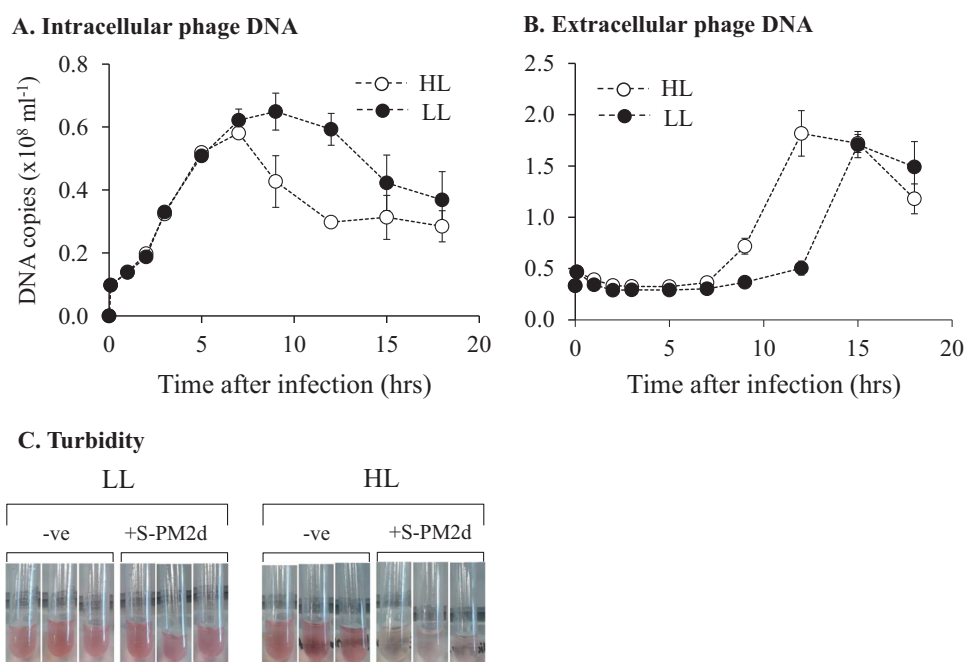 A. Intracellular phage DNA
DNA copies (x10⁸ ml⁻¹)
0.8
0.6
0.4
0.2
0.0
HL
LL
0 5 10 15 20
Time after infection (hrs)
B. Extracellular phage DNA
2.5
2.0
1.5
1.0
0.5
0.0
HL
LL
0 5 10 15 20
Time after infection (hrs)
C. Turbidity
LL HL
-ve +S-PM2d -ve +S-PM2d